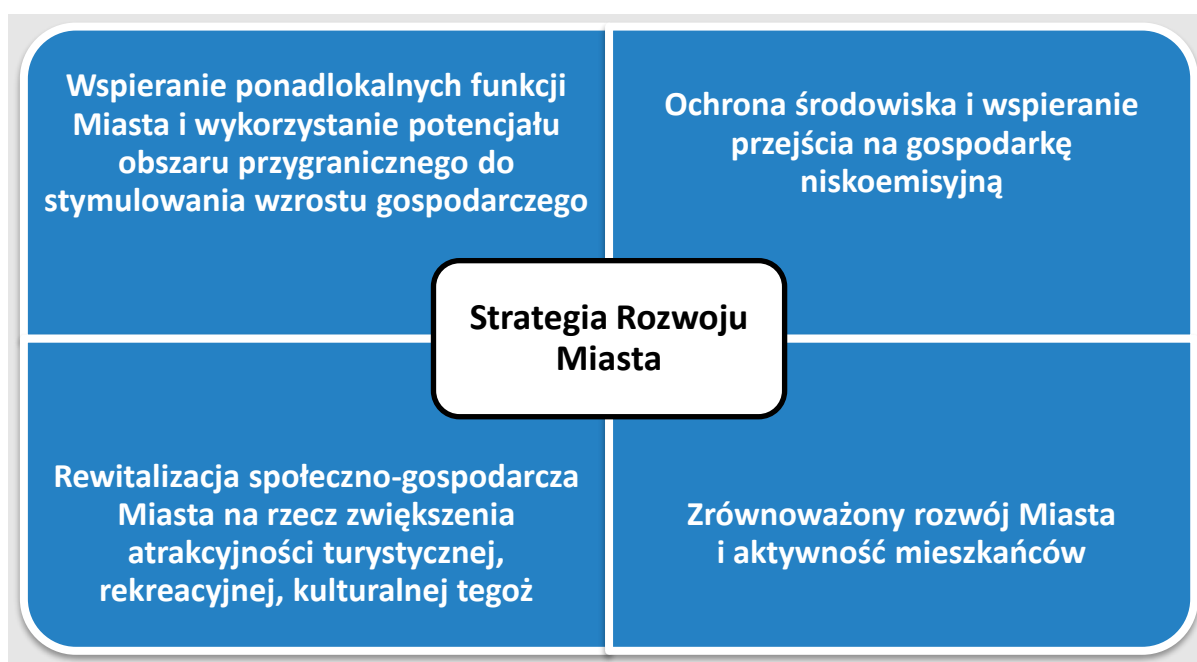 Wspieranie ponadlokalnych funkcji
Miasta i wykorzystanie potencjału
obszaru przygranicznego do
stymulowania wzrostu gospodarczego
Ochrona środowiska i wspieranie
przejścia na gospodarkę
niskoemisyjną
Strategia Rozwoju
Miasta
Rewitalizacja społeczno-gospodarcza
Miasta na rzecz zwiększenia
atrakcyjności turystycznej,
rekreacyjnej, kulturalnej tegoż
Zrównoważony rozwój Miasta
i aktywność mieszkańców